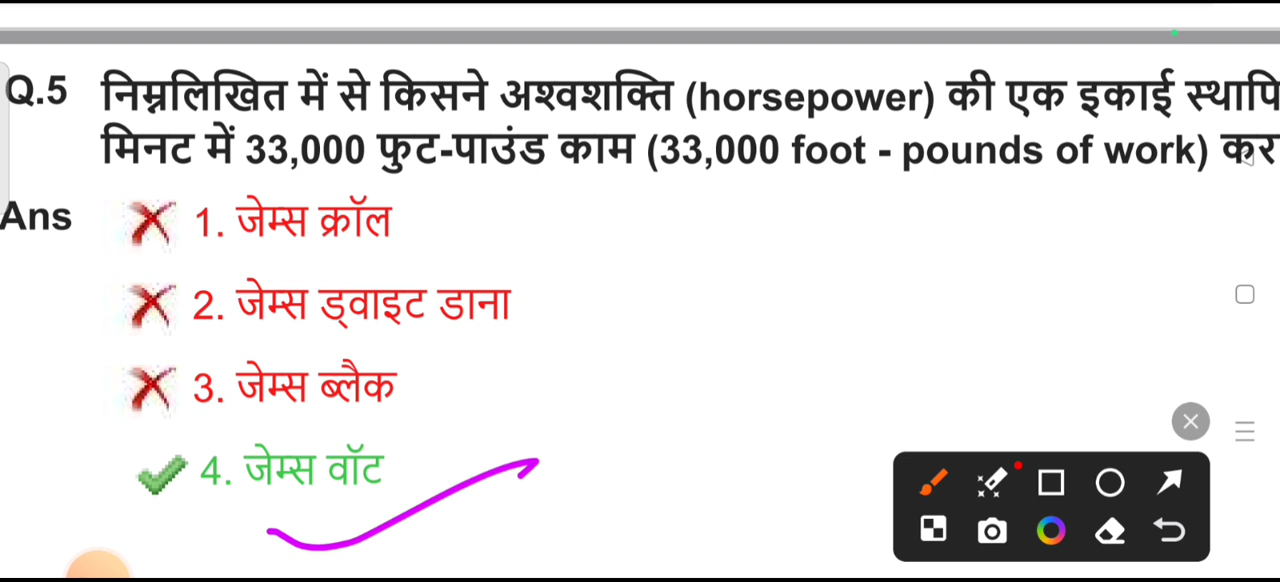 Q.5 निम्नलिखित में से किसने अश्वशक्ति (horsepower) की एक इकाई
मिनट में 33,000 फुट-पाउंड काम (33,000 foot - pounds of work) कर
Ans 1. जेम्स क्रॉल
2. जेम्स ड्वाइट डाना
3. जेम्स ब्लैक
4. जेम्स वॉट